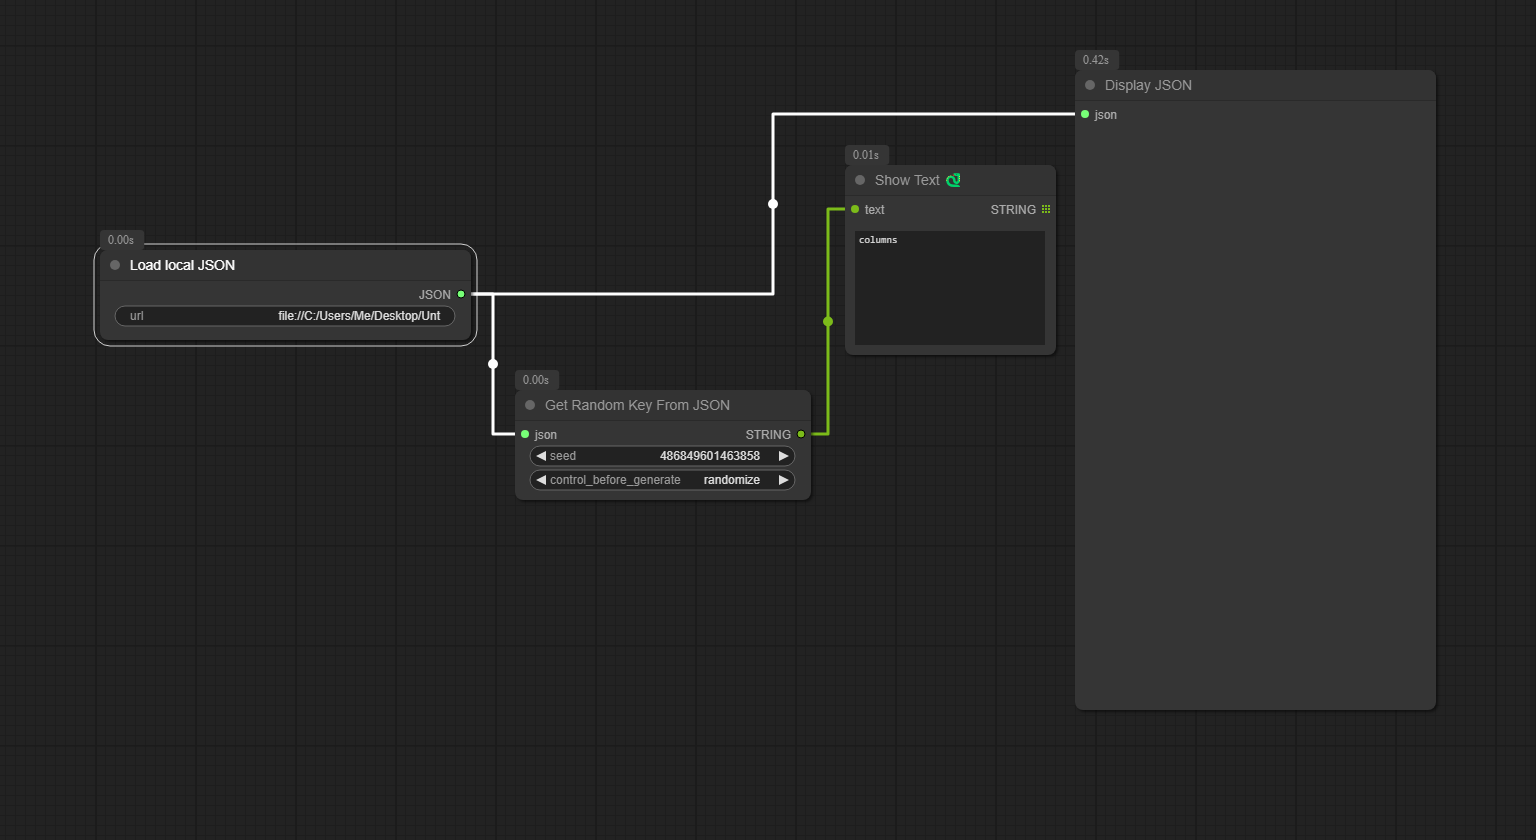 0.00s
Load local JSON
JSON
url file://C:/Users/Me/Desktop/Unt
0.00s
Get Random Key From JSON
json STRING
seed 486849601463858
control_before_generate randomize
0.01s
Show Text
text STRING
columns
0.42s
Display JSON
json